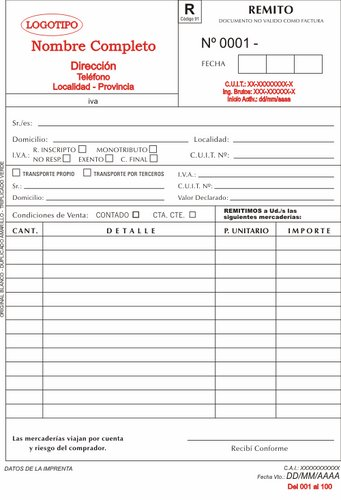 LOGOTIPO
Nombre Completo
Dirección
Teléfono
Localidad - Provincia
iva
R
Código 91
REMITO
DOCUMENTO NO VALIDO COMO FACTURA
Nº 0001 -
FECHA
C.U.I.T.: XX-XXXXXXXX-X
Ing. Brutos: XXX-XXXXXX-X
Inicio Activ.: dd/mm/aaaa
Sr./es:
Domicilio: Localidad:
I.V.A.: R. INSCRIPTO MONOTRIBUTO
NO RESP. EXENTO C. FINAL C.U.I.T. Nº:
TRANSPORTE PROPIO TRANSPORTE POR TERCEROS I.V.A.:
Sr.: C.U.I.T. Nº:
Domicilio: Valor Declarado:
Condiciones de Venta: CONTADO CTA. CTE.
REMITIMOS a Ud./s las
siguientes mercaderías:
CANT. DETALLE P. UNITARIO IMPORTE
ORIGINAL BLANCO - DUPLICADO AMARILLO - TRIPLICADO VERDE
Las mercaderías viajan por cuenta
y riesgo del comprador.
Recibí Conforme
DATOS DE LA IMPRENTA
C.A.I.: XXXXXXXXXXX
Fecha Vto.: DD/MM/AAAA
Del 001 al 100